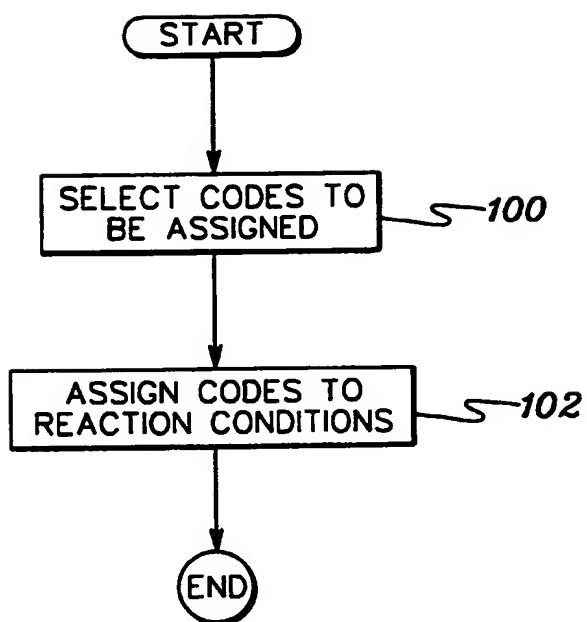 START
SELECT CODES TO
BE ASSIGNED
100
ASSIGN CODES TO
REACTION CONDITIONS
102
END